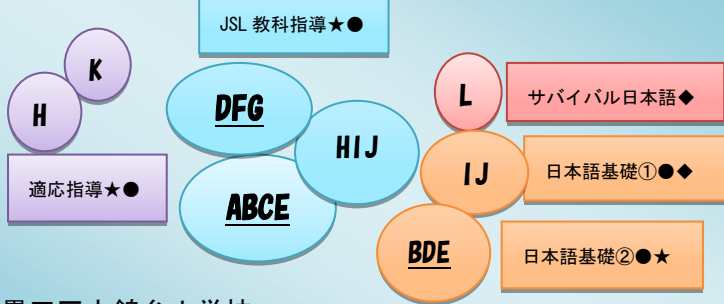 JSL 教科指導★●
K
H
DFG
HIJ
L
サバイバル日本語◆
IJ
日本語基礎①●◆
適応指導★●
ABCE
BDE
日本語基礎②●★